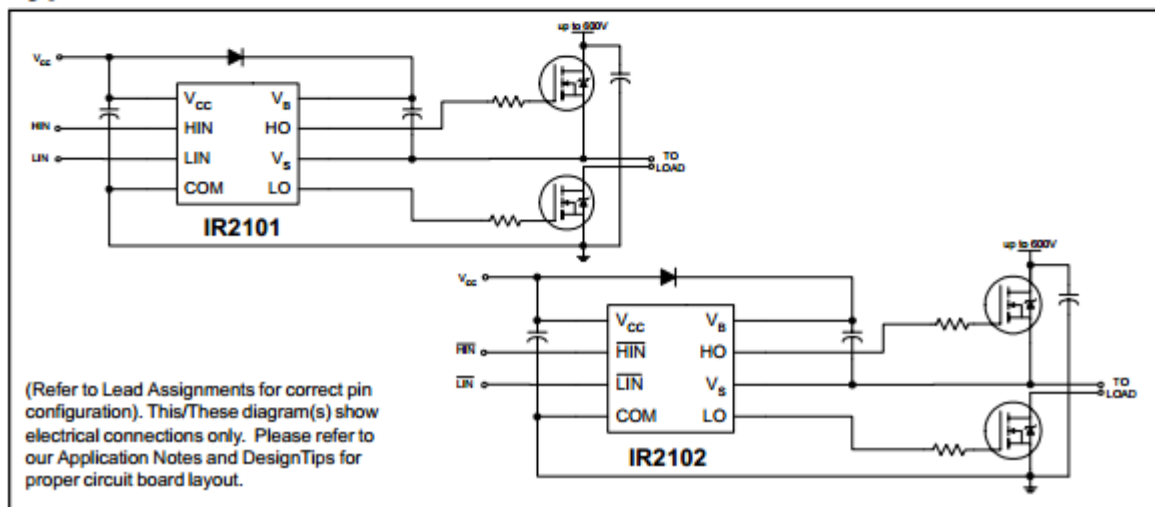 up to 600V
Vcc
VCC VB
HIN HIN HO
LIN LIN VS TO
LOAD
COM LO
IR2101
up to 600V
Vcc
VCC VB
H̅I̅N̅ H̅I̅N̅ HO
L̅I̅N̅ L̅I̅N̅ VS TO
LOAD
COM LO
IR2102
(Refer to Lead Assignments for correct pin
configuration). This/These diagram(s) show
electrical connections only. Please refer to
our Application Notes and DesignTips for
proper circuit board layout.